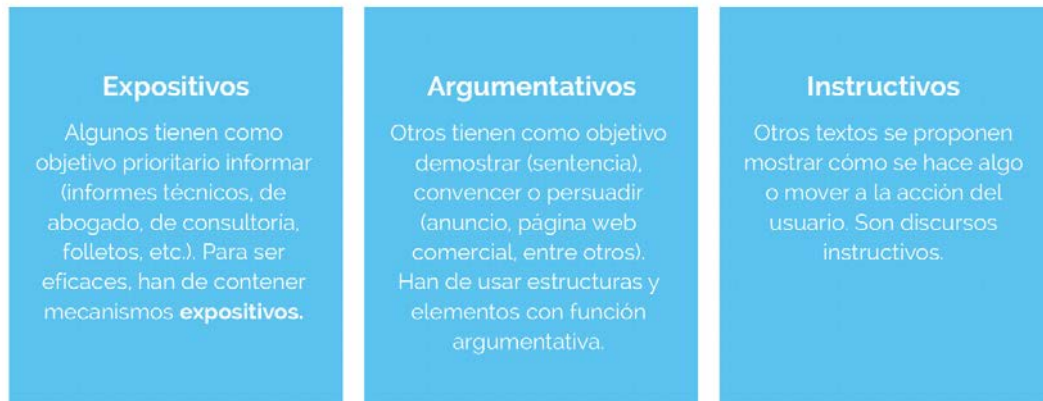 Expositivos
Algunos tienen como
objetivo prioritario informar
(informes técnicos, de
abogado, de consultoría,
folletos, etc.). Para ser
eficaces, han de contener
mecanismos expositivos.
Argumentativos
Otros tienen como objetivo
demostrar (sentencia),
convencer o persuadir
(anuncio, página web
comercial, entre otros).
Han de usar estructuras y
elementos con función
argumentativa.
Instructivos
Otros textos se proponen
mostrar cómo se hace algo
o mover a la acción del
usuario. Son discursos
instructivos.